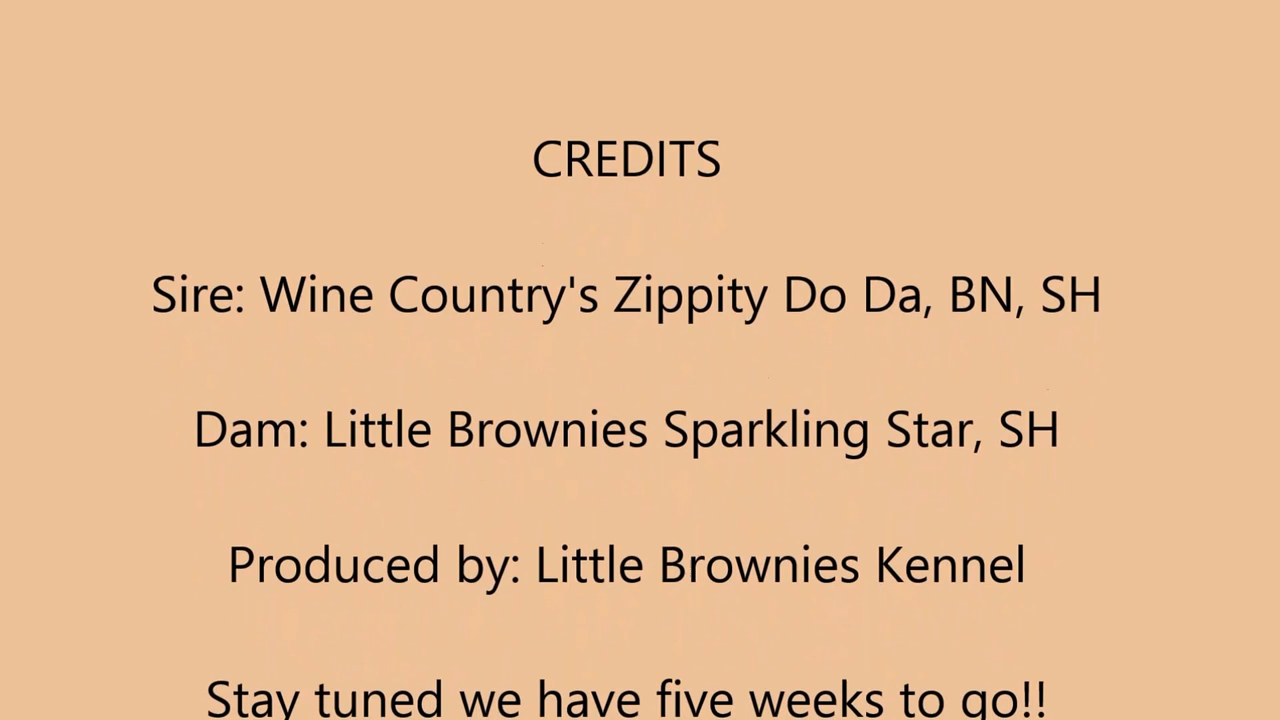 CREDITS
Sire: Wine Country's Zippity Do Da, BN, SH
Dam: Little Brownies Sparkling Star, SH
Produced by: Little Brownies Kennel
Stay tuned we have five weeks to go!!